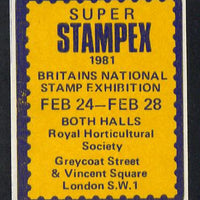 SUPER
STAMPEX
1981
BRITAINS NATIONAL
STAMP EXHIBITION
FEB 24—FEB 28
BOTH HALLS
Royal Horticultural
Society
Greycoat Street
& Vincent Square
London S.W.1